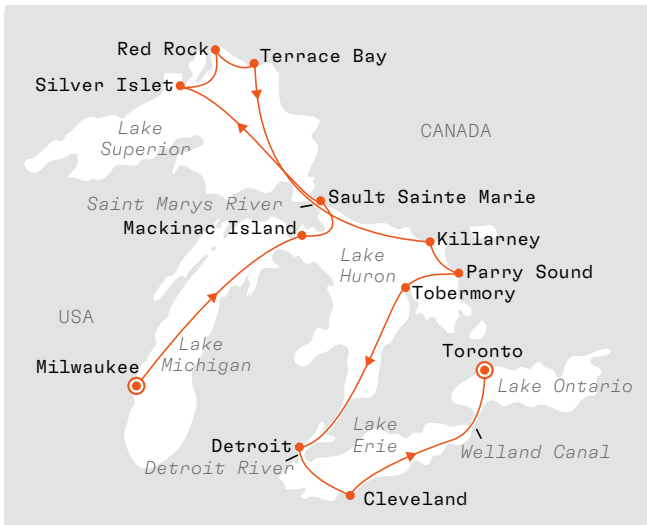 Red Rock
Terrace Bay
Silver Islet
Lake
Superior
CANADA
Saint Marys River
Sault Sainte Marie
Mackinac Island
Killarney
Lake
Huron
Parry Sound
Tobermory
USA
Lake
Michigan
Milwaukee
Toronto
Lake Ontario
Lake
Erie
Detroit
Detroit River
Welland Canal
Cleveland